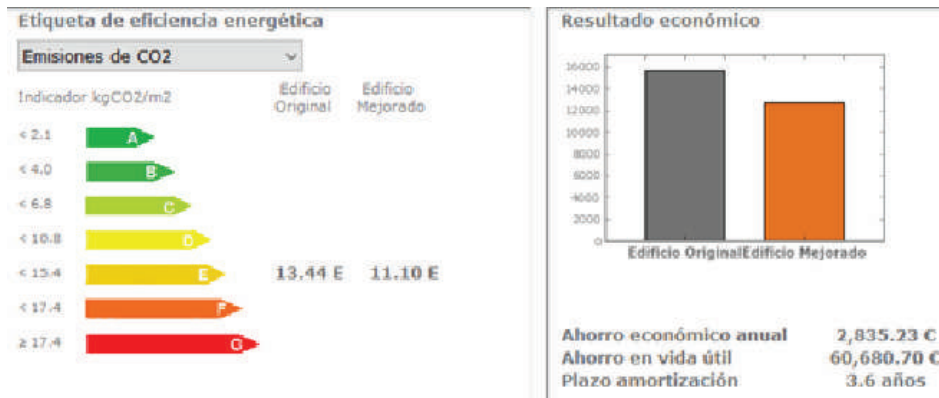 Etiqueta de eficiencia energética
Emisiones de CO2
Indicador kgCO2/m2
Edificio Original
Edificio Mejorado
< 2.1 A
< 4.0 B
< 6.8 C
< 10.8 D
< 15.4 E 13.44 E 11.10 E
< 17.4 F
≥ 17.4 G
Resultado económico
16000
14000
12000
10000
8000
6000
4000
2000
0
Edificio Original Edificio Mejorado
Ahorro económico anual 2,835.23 €
Ahorro en vida útil 60,680.70 €
Plazo amortización 3.6 años